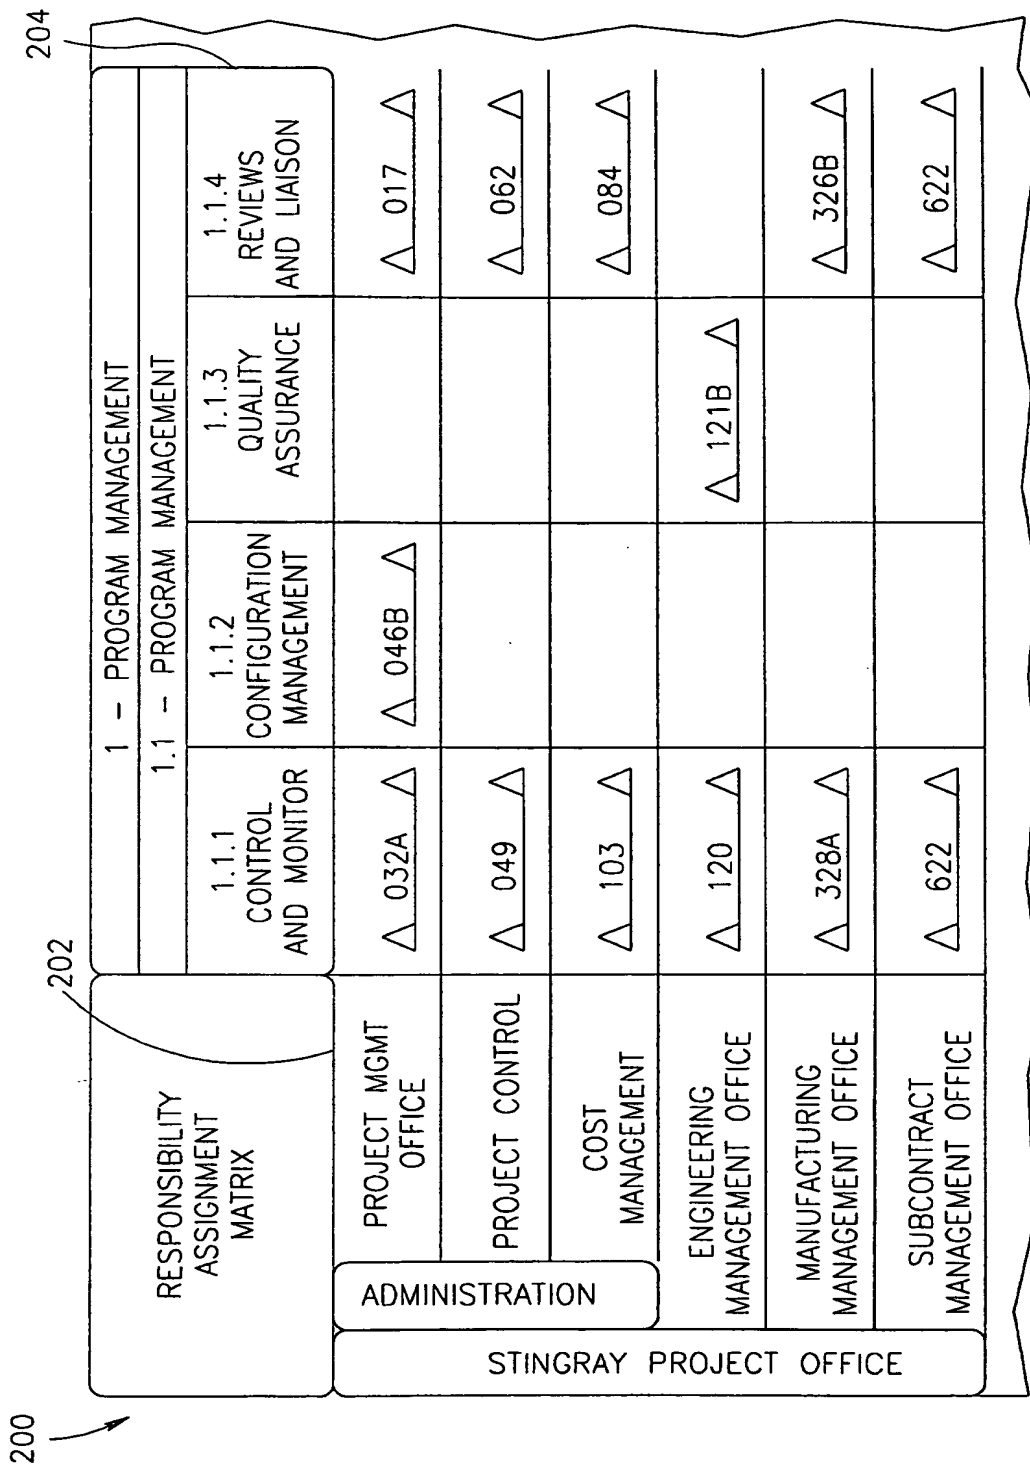 200
202
204
RESPONSIBILITY
ASSIGNMENT
MATRIX
1 - PROGRAM MANAGEMENT
1.1 - PROGRAM MANAGEMENT
1.1.1
CONTROL
AND MONITOR
1.1.2
CONFIGURATION
MANAGEMENT
1.1.3
QUALITY
ASSURANCE
1.1.4
REVIEWS
AND LIAISON
STINGRAY PROJECT OFFICE
ADMINISTRATION
PROJECT MGMT
OFFICE
032A
046B
017
PROJECT CONTROL
049
062
COST
MANAGEMENT
103
084
ENGINEERING
MANAGEMENT OFFICE
120
121B
MANUFACTURING
MANAGEMENT OFFICE
328A
326B
SUBCONTRACT
MANAGEMENT OFFICE
622
622